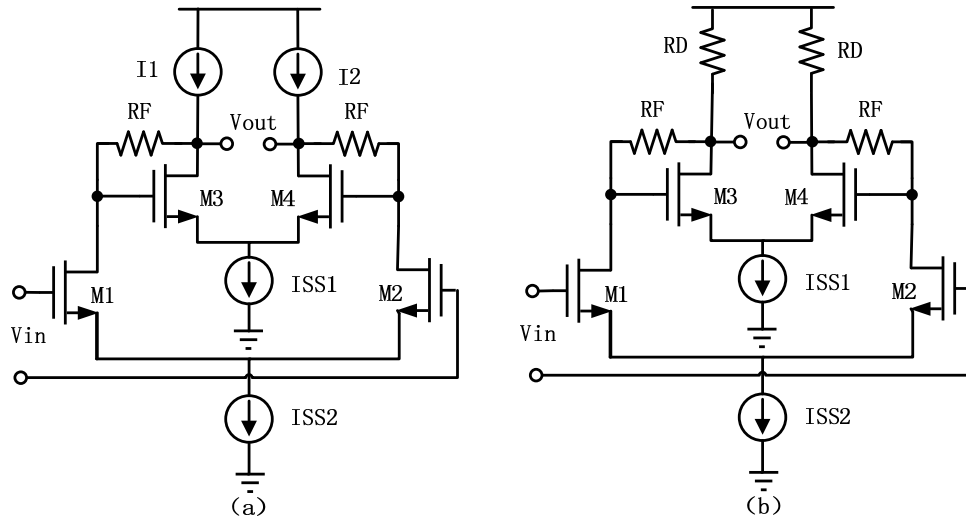 I1
I2
RF
RF
Vout
M3
M4
M1
M2
ISS1
Vin
ISS2
(a)
RD
RD
RF
RF
Vout
M3
M4
M1
M2
ISS1
Vin
ISS2
(b)